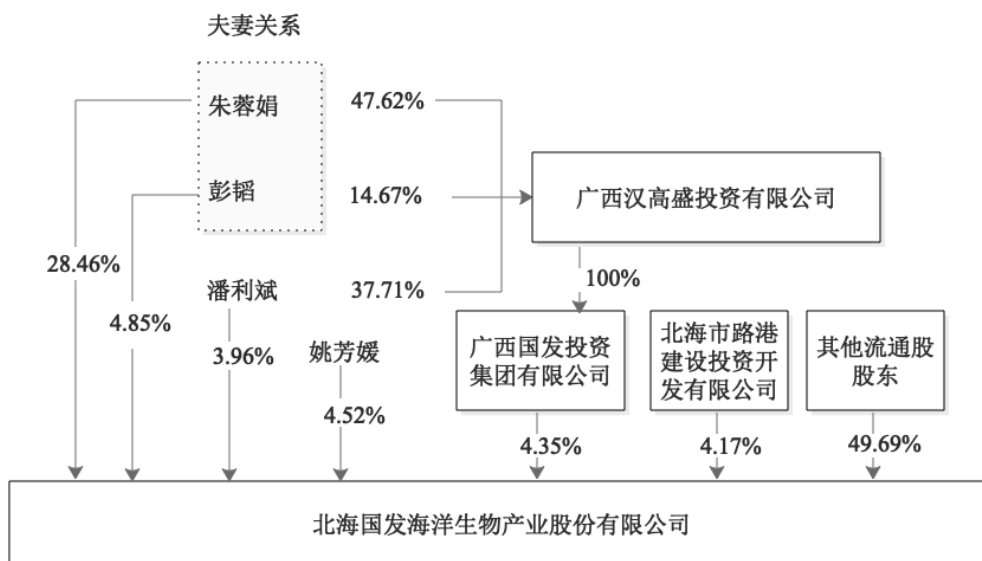 夫妻关系
朱蓉娟
47.62%
彭韬
14.67%
广西汉高盛投资有限公司
28.46%
100%
潘利斌
37.71%
4.85%
3.96%
姚芳媛
4.52%
广西国发投资
集团有限公司
北海市路港
建设投资开
发有限公司
其他流通股
股东
4.35%
4.17%
49.69%
北海国发海洋生物产业股份有限公司